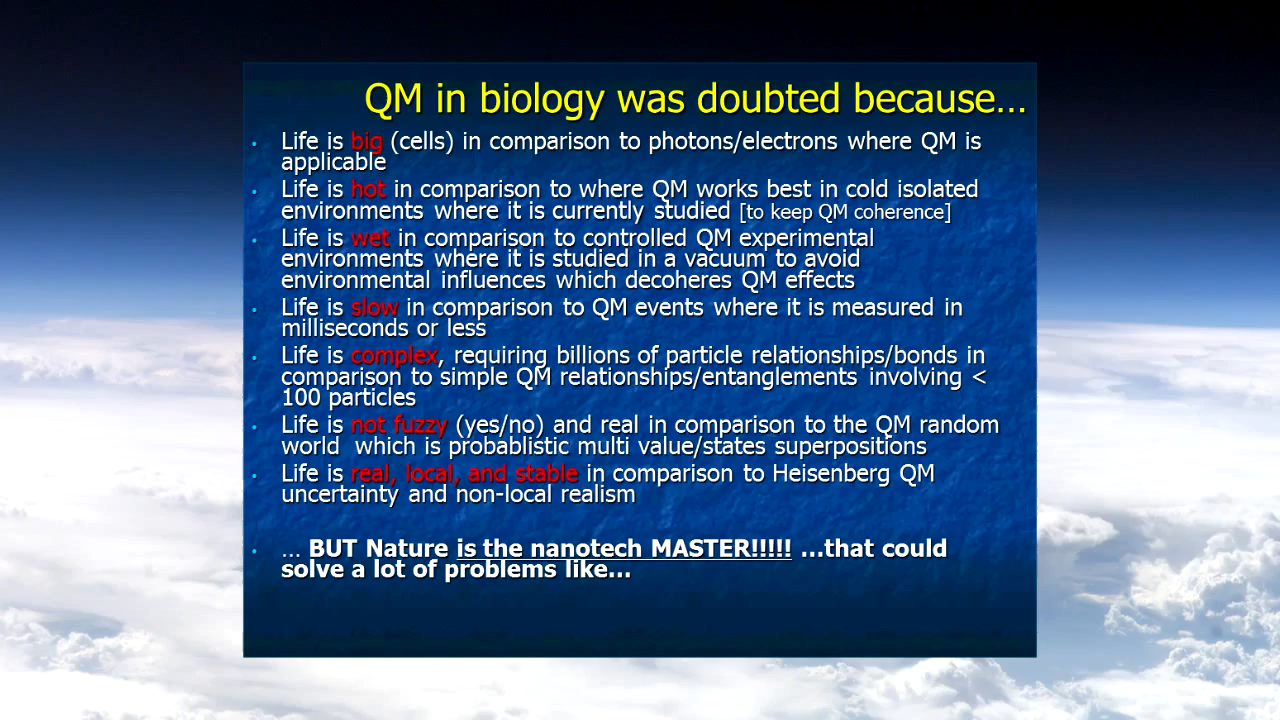 QM in biology was doubted because…
• Life is big (cells) in comparison to photons/electrons where QM is
applicable
• Life is hot in comparison to where QM works best in cold isolated
environments where it is currently studied [to keep QM coherence]
• Life is wet in comparison to controlled QM experimental
environments where it is studied in a vacuum to avoid
environmental influences which decoheres QM effects
• Life is slow in comparison to QM events where it is measured in
milliseconds or less
• Life is complex, requiring billions of particle relationships/bonds in
comparison to simple QM relationships/entanglements involving <
100 particles
• Life is not fuzzy (yes/no) and real in comparison to the QM random
world which is probablistic multi value/states superpositions
• Life is real, local, and stable in comparison to Heisenberg QM
uncertainty and non-local realism
• … BUT Nature is the nanotech MASTER!!!!! …that could
solve a lot of problems like…